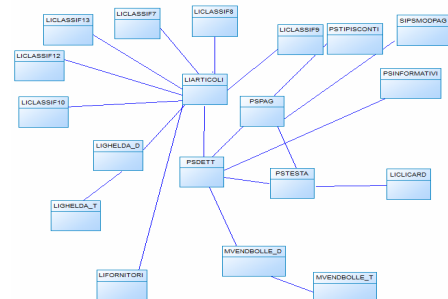 LICLASSIF8
LICLASSIF7
LICLASSIF13
SIPSMODPAG
LICLASSIF9
PSTIPISCONTI
LICLASSIF12
PSINFORMATIVI
LIARTICOLI
PSPAG
LICLASSIF10
LIGHELDA_D
PSDETT
PSTESTA
LICLICARD
LIGHELDA_T
MVENDBOLLE_D
LIFORNITORI
MVENDBOLLE_T